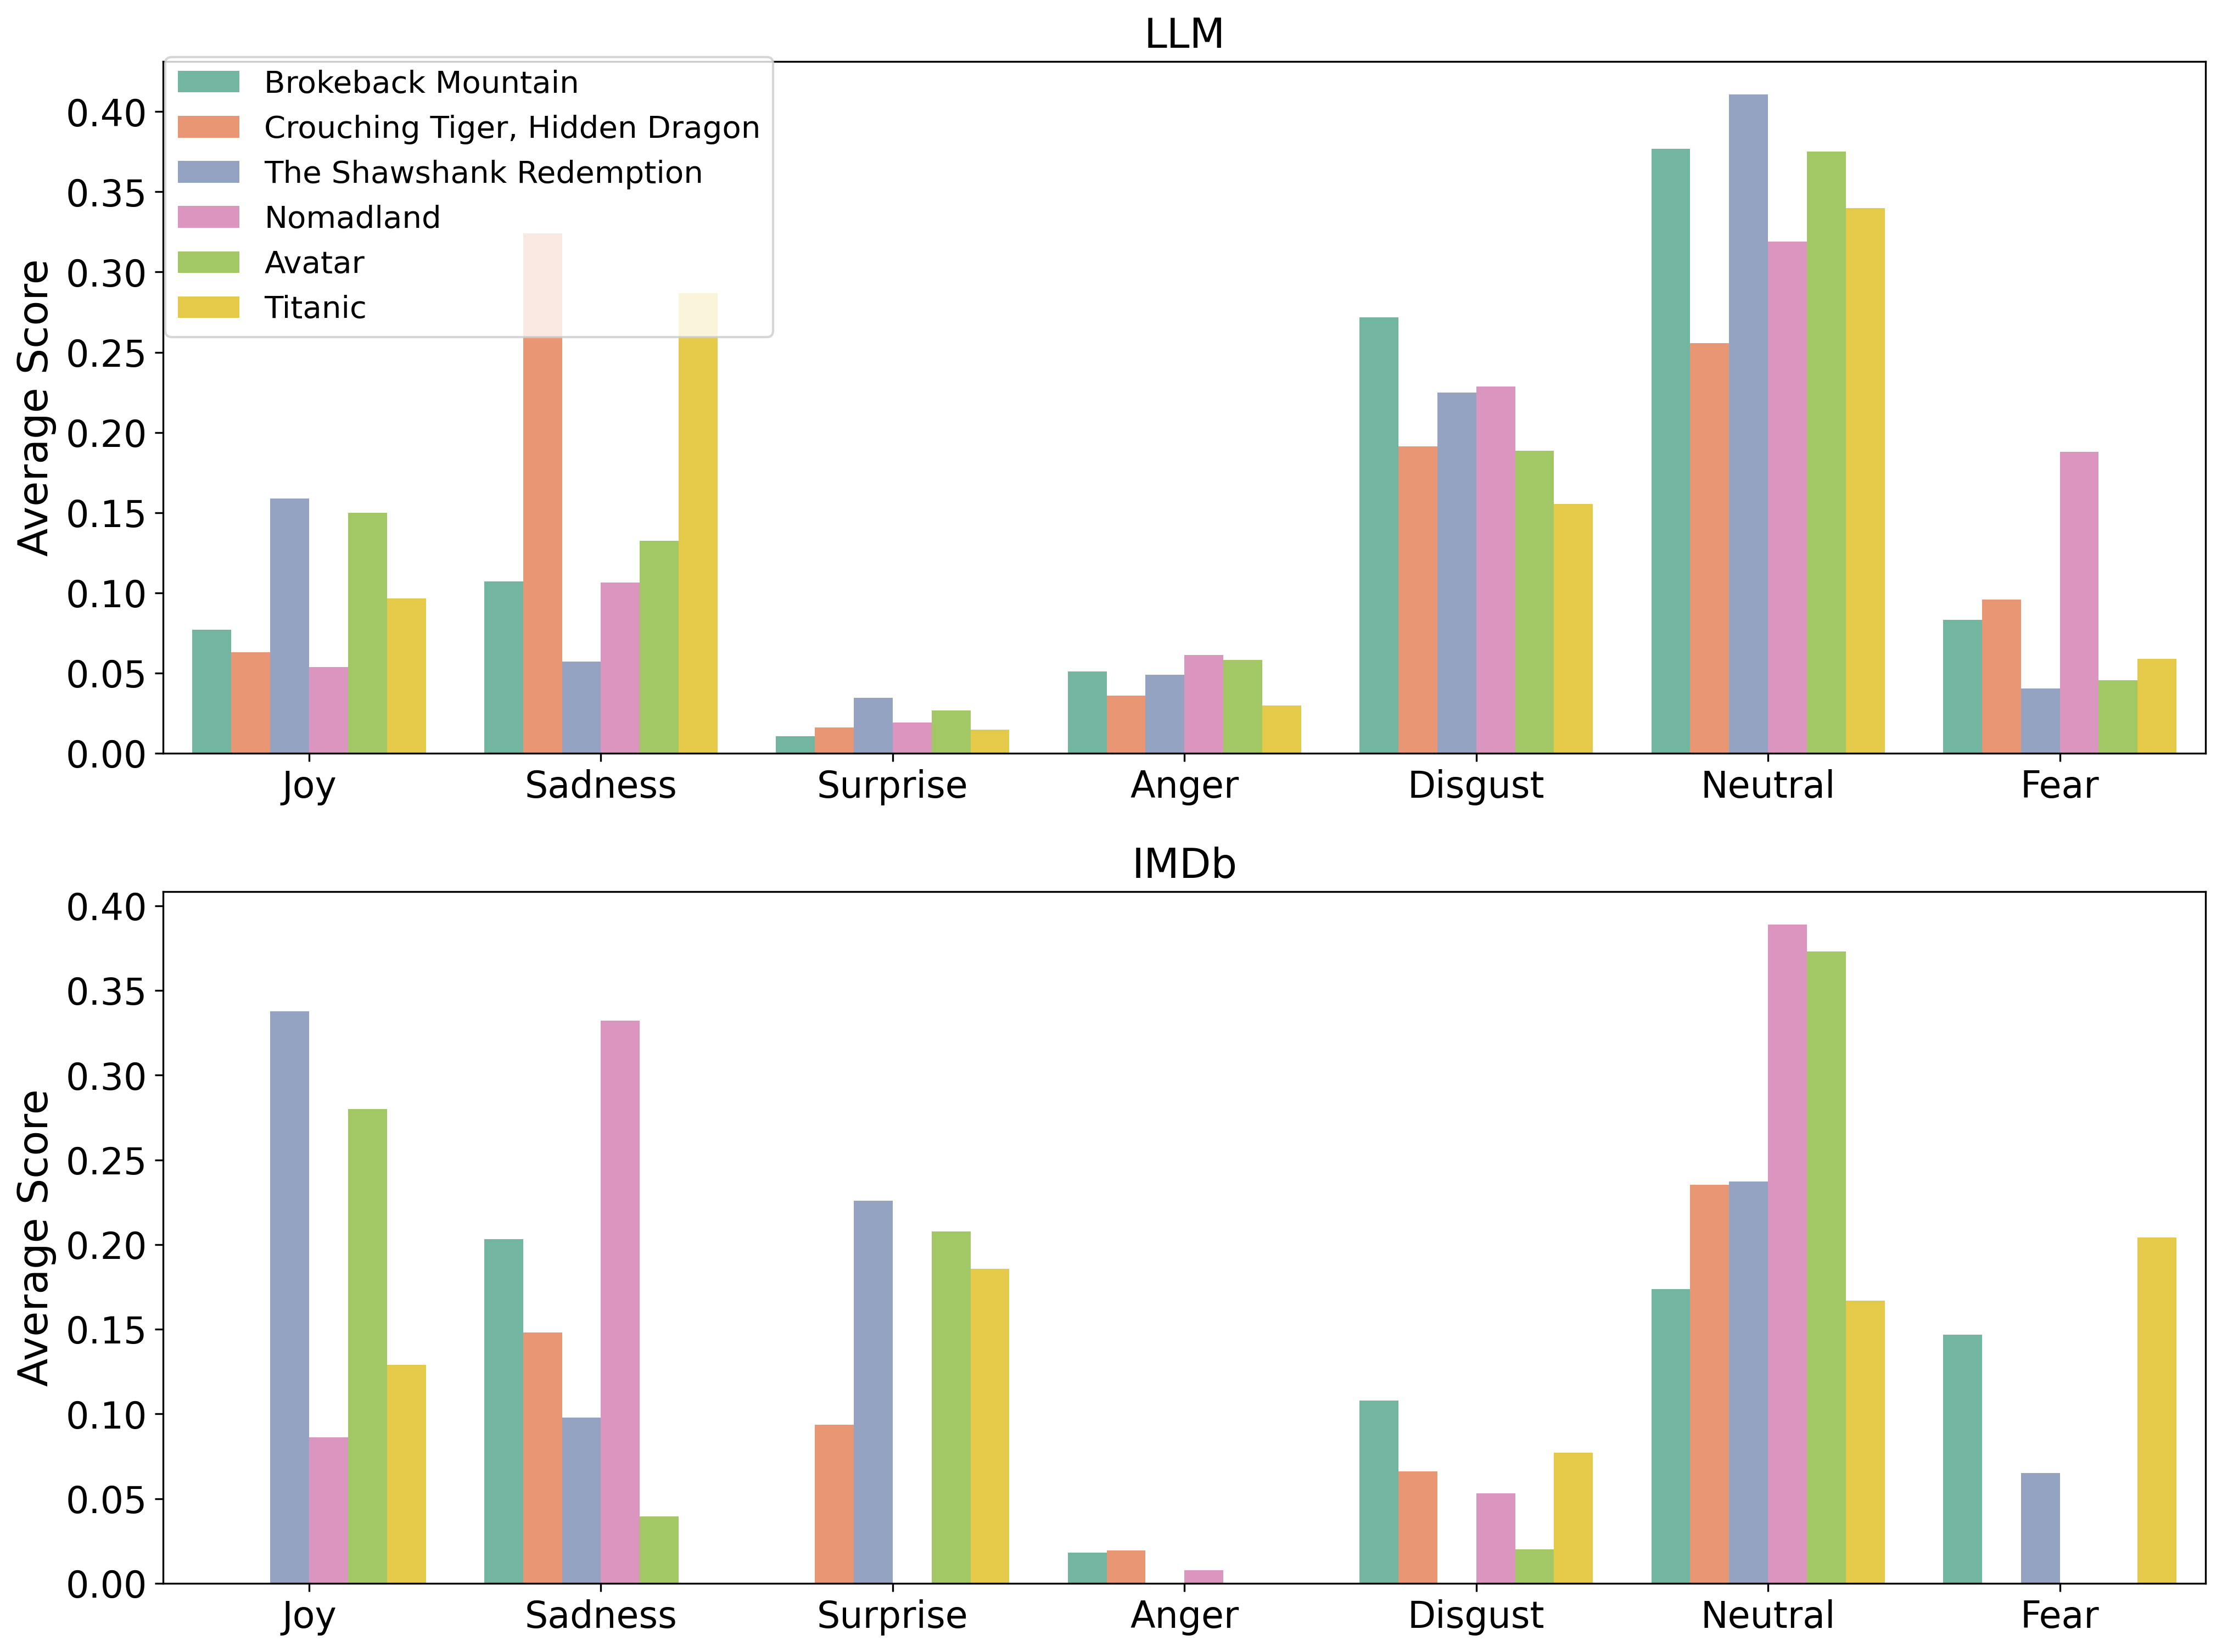 LLM
Brokeback Mountain
Crouching Tiger, Hidden Dragon
The Shawshank Redemption
Nomadland
Avatar
Titanic
Average Score
0.40
0.35
0.30
0.25
0.20
0.15
0.10
0.05
0.00
Joy Sadness Surprise Anger Disgust Neutral Fear
IMDb
Average Score
0.40
0.35
0.30
0.25
0.20
0.15
0.10
0.05
0.00
Joy Sadness Surprise Anger Disgust Neutral Fear